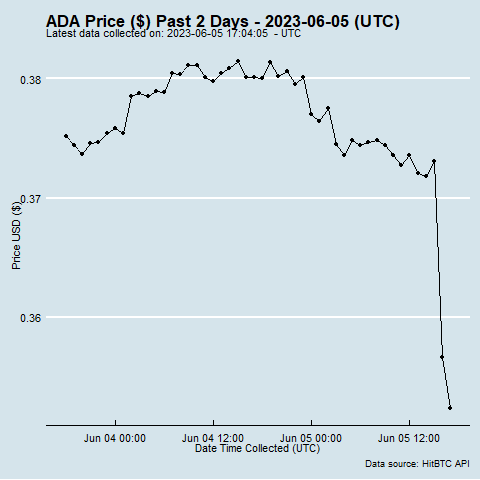 ADA Price ($) Past 2 Days - 2023-06-05 (UTC)
Latest data collected on: 2023-06-05 17:04:05 - UTC
0.38
0.37
0.36
Price USD ($)
Jun 04 00:00
Jun 04 12:00
Jun 05 00:00
Jun 05 12:00
Date Time Collected (UTC)
Data source: HitBTC API